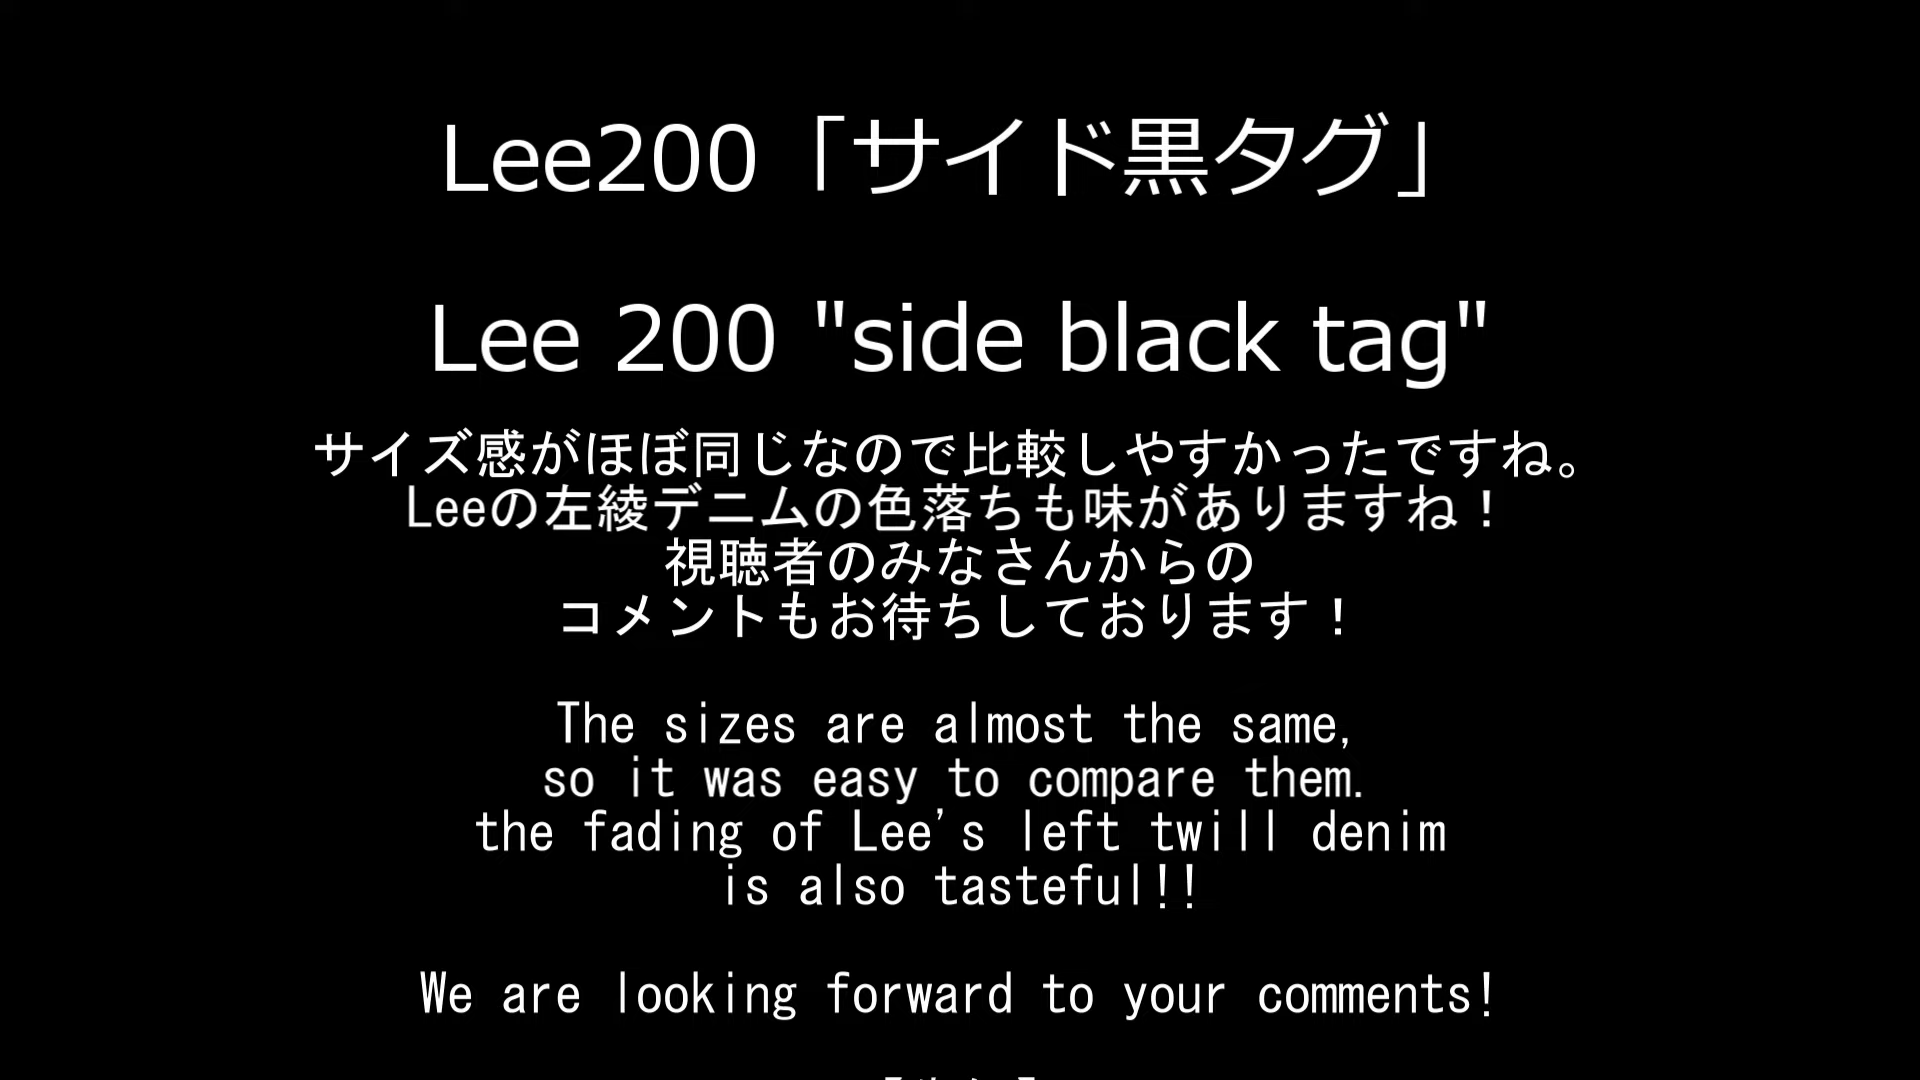 Lee200「サイド黒タグ」
Lee 200 "side black tag"
サイズ感がほぼ同じなので比較しやすかったですね。
Leeの左綾デニムの色落ちも味がありますね！
視聴者のみなさんからの
コメントもお待ちしております！
The sizes are almost the same,
so it was easy to compare them.
the fading of Lee's left twill denim
is also tasteful!!
We are looking forward to your comments!